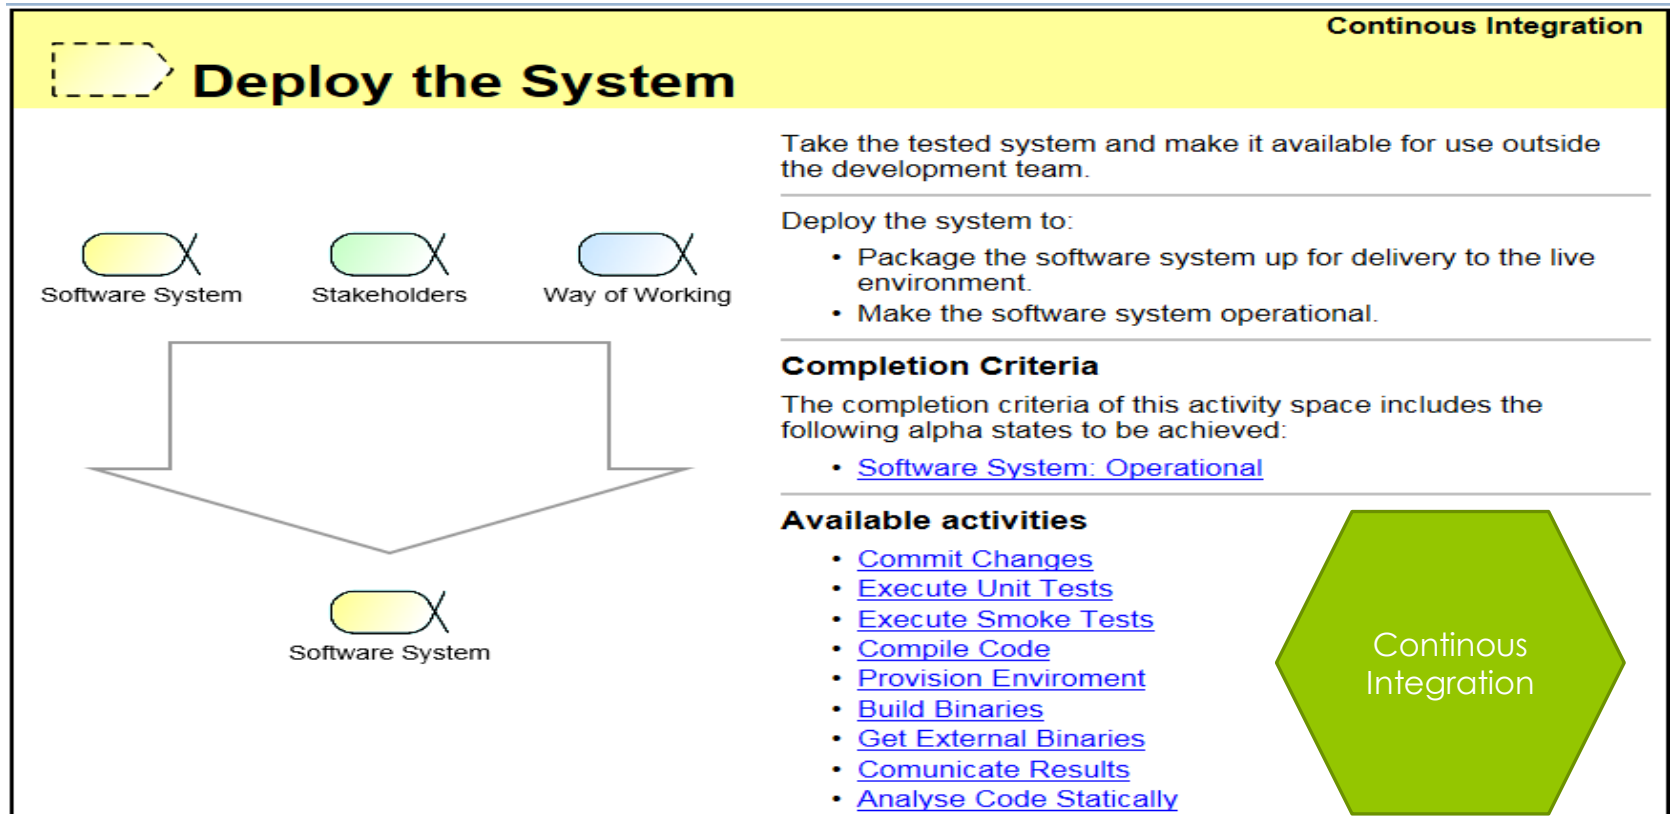 Continous Integration
Deploy the System
Software System
Stakeholders
Way of Working
Software System
Take the tested system and make it available for use outside
the development team.
Deploy the system to:
• Package the software system up for delivery to the live
environment.
• Make the software system operational.
Completion Criteria
The completion criteria of this activity space includes the
following alpha states to be achieved:
• Software System: Operational
Available activities
• Commit Changes
• Execute Unit Tests
• Execute Smoke Tests
• Compile Code
• Provision Enviroment
• Build Binaries
• Get External Binaries
• Comunicate Results
• Analyse Code Statically
Continous
Integration